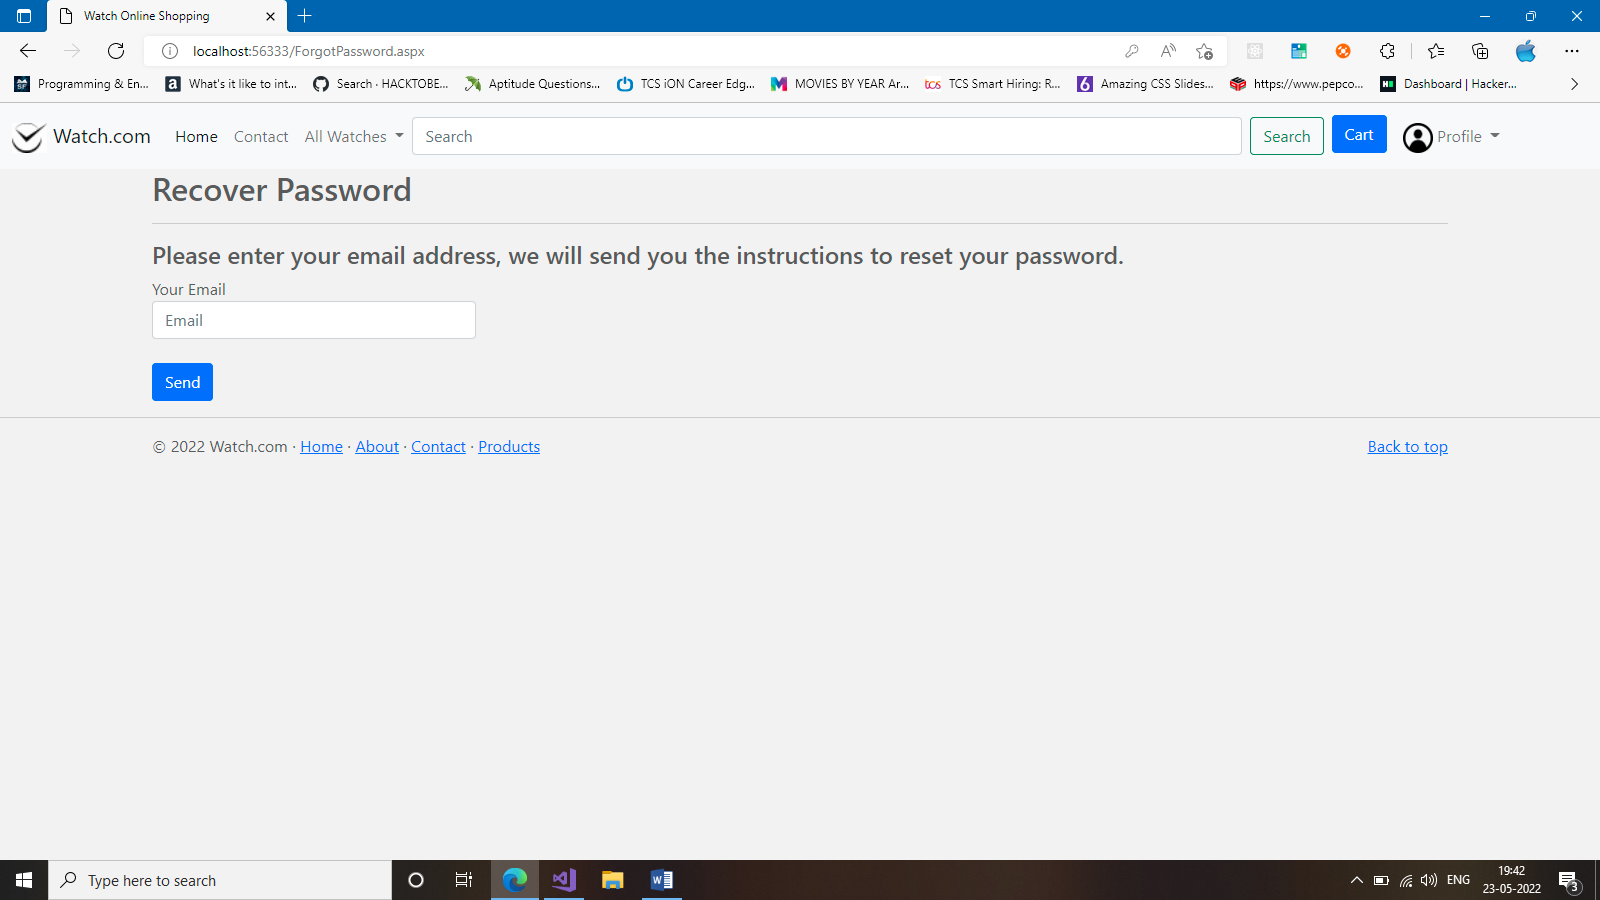 Watch Online Shopping
localhost:56333/ForgotPassword.aspx
Programming & En... What's it like to int... Search · HACKTOBE... Aptitude Questions... TCS iON Career Edg... MOVIES BY YEAR Ar... TCS Smart Hiring: R... Amazing CSS Slides... https://www.pepco... Dashboard | Hacker...
Watch.com Home Contact All Watches Search Search Cart Profile
Recover Password
Please enter your email address, we will send you the instructions to reset your password.
Your Email
Email
Send
© 2022 Watch.com · Home · About · Contact · Products Back to top
Type here to search
ENG
19:42
23-05-2022
3